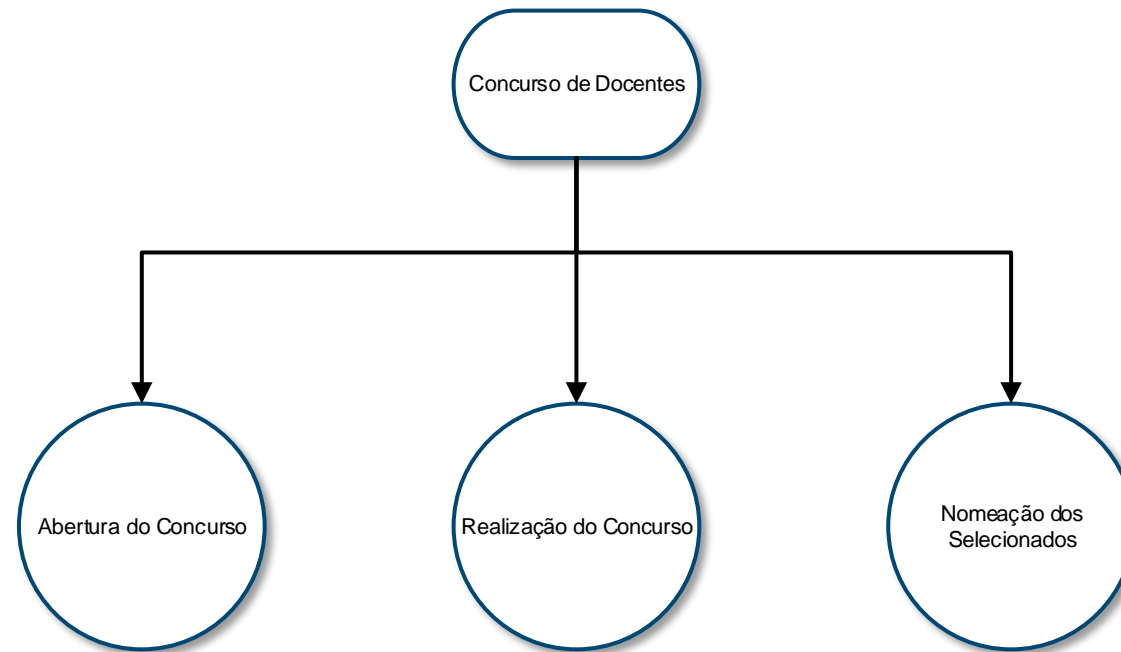 Concurso de Docentes
Abertura do Concurso
Realização do Concurso
Nomeação dos
Selecionados